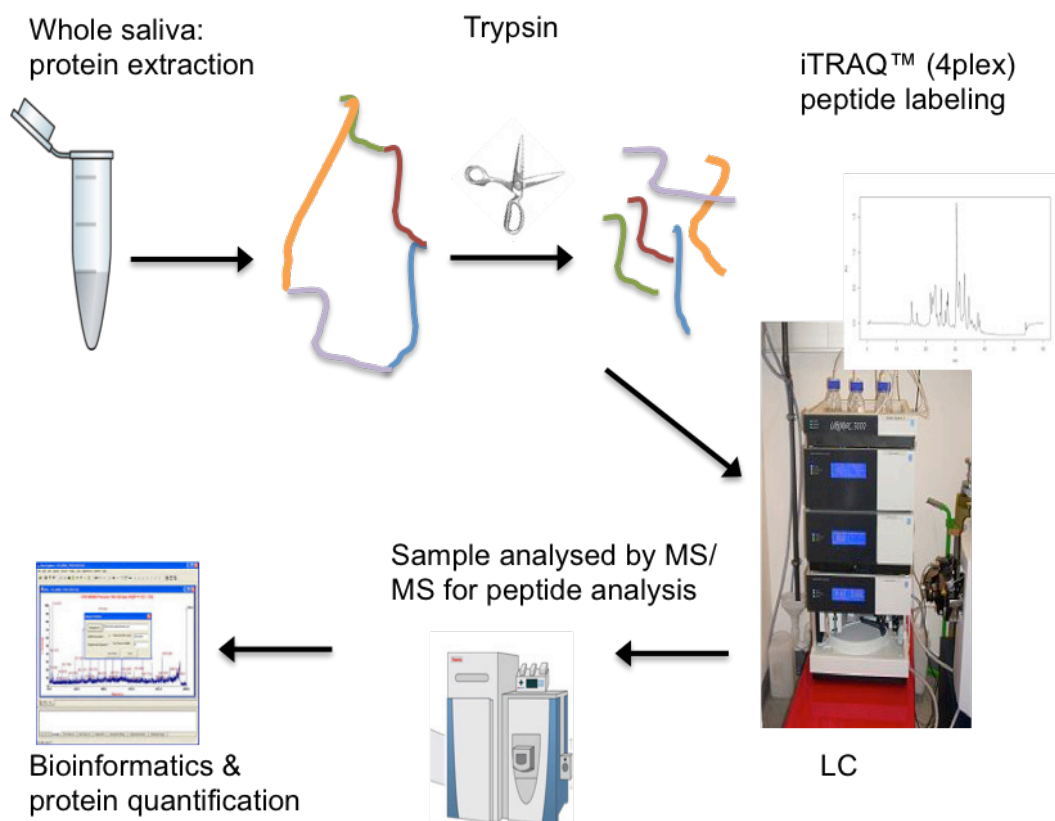 Whole saliva:
protein extraction
Trypsin
iTRAQ™ (4plex)
peptide labeling
Sample analysed by MS/
MS for peptide analysis
LC
Bioinformatics &
protein quantification